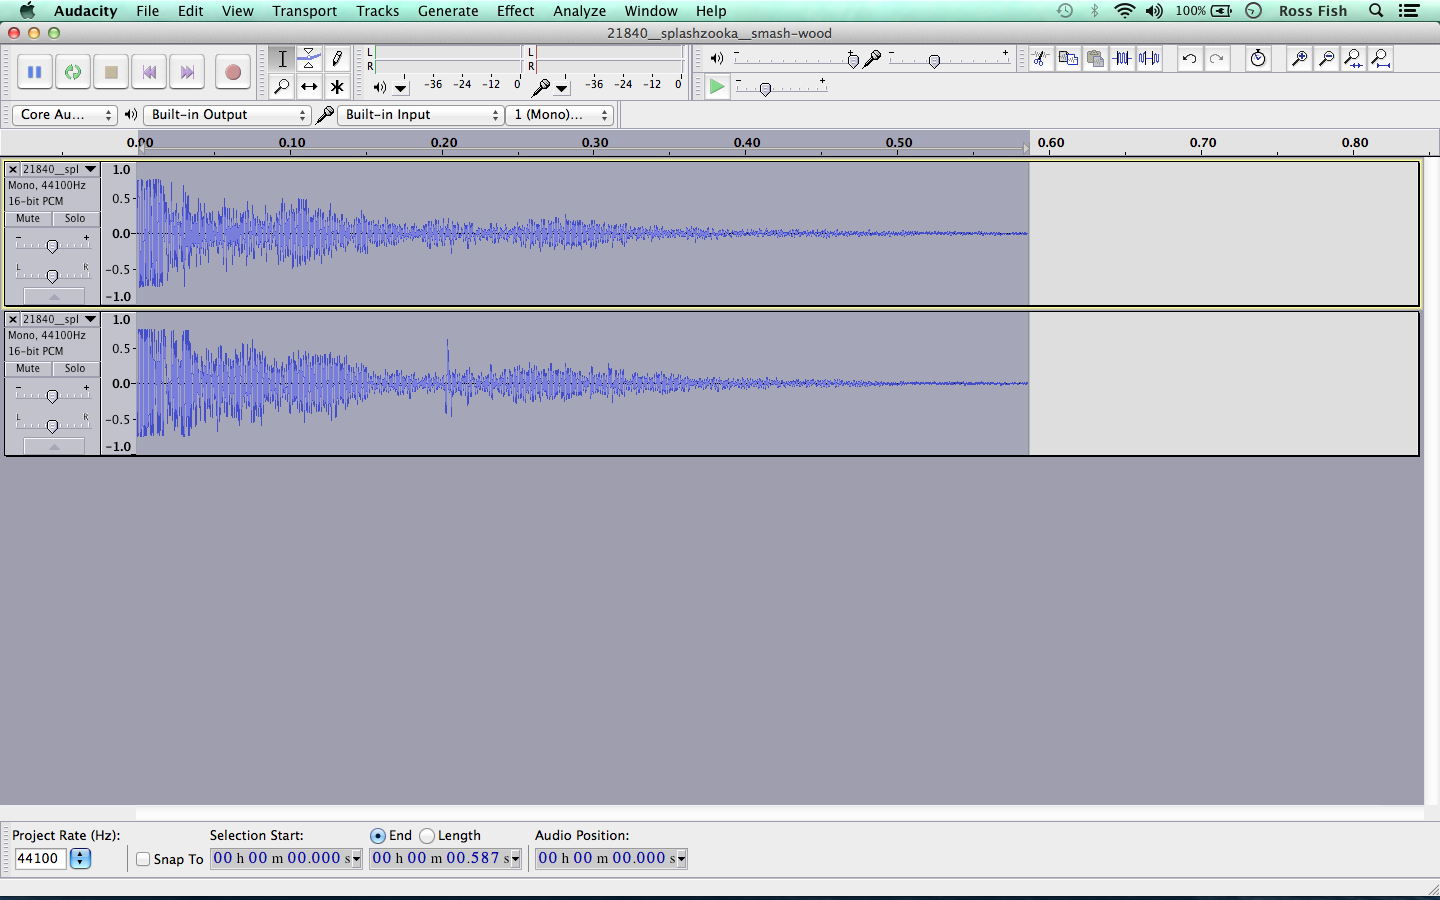 Audacity File Edit View Transport Tracks Generate Effect Analyze Window Help 100% Ross Fish
21840__splashzooka__smash-wood
L R -36 -24 -12 0 L R -36 -24 -12 0
Core Au... Built-in Output Built-in Input 1 (Mono)...
0.00 0.10 0.20 0.30 0.40 0.50 0.60 0.70 0.80
21840__spl
Mono, 44100Hz
16-bit PCM
Mute Solo
- +
L R
1.0
0.5-
0.0-
-0.5-
-1.0
21840__spl
Mono, 44100Hz
16-bit PCM
Mute Solo
- +
L R
1.0
0.5-
0.0-
-0.5-
-1.0
Project Rate (Hz): Selection Start: End Length Audio Position:
44100 Snap To 00 h 00 m 00.000 s 00 h 00 m 00.587 s 00 h 00 m 00.000 s